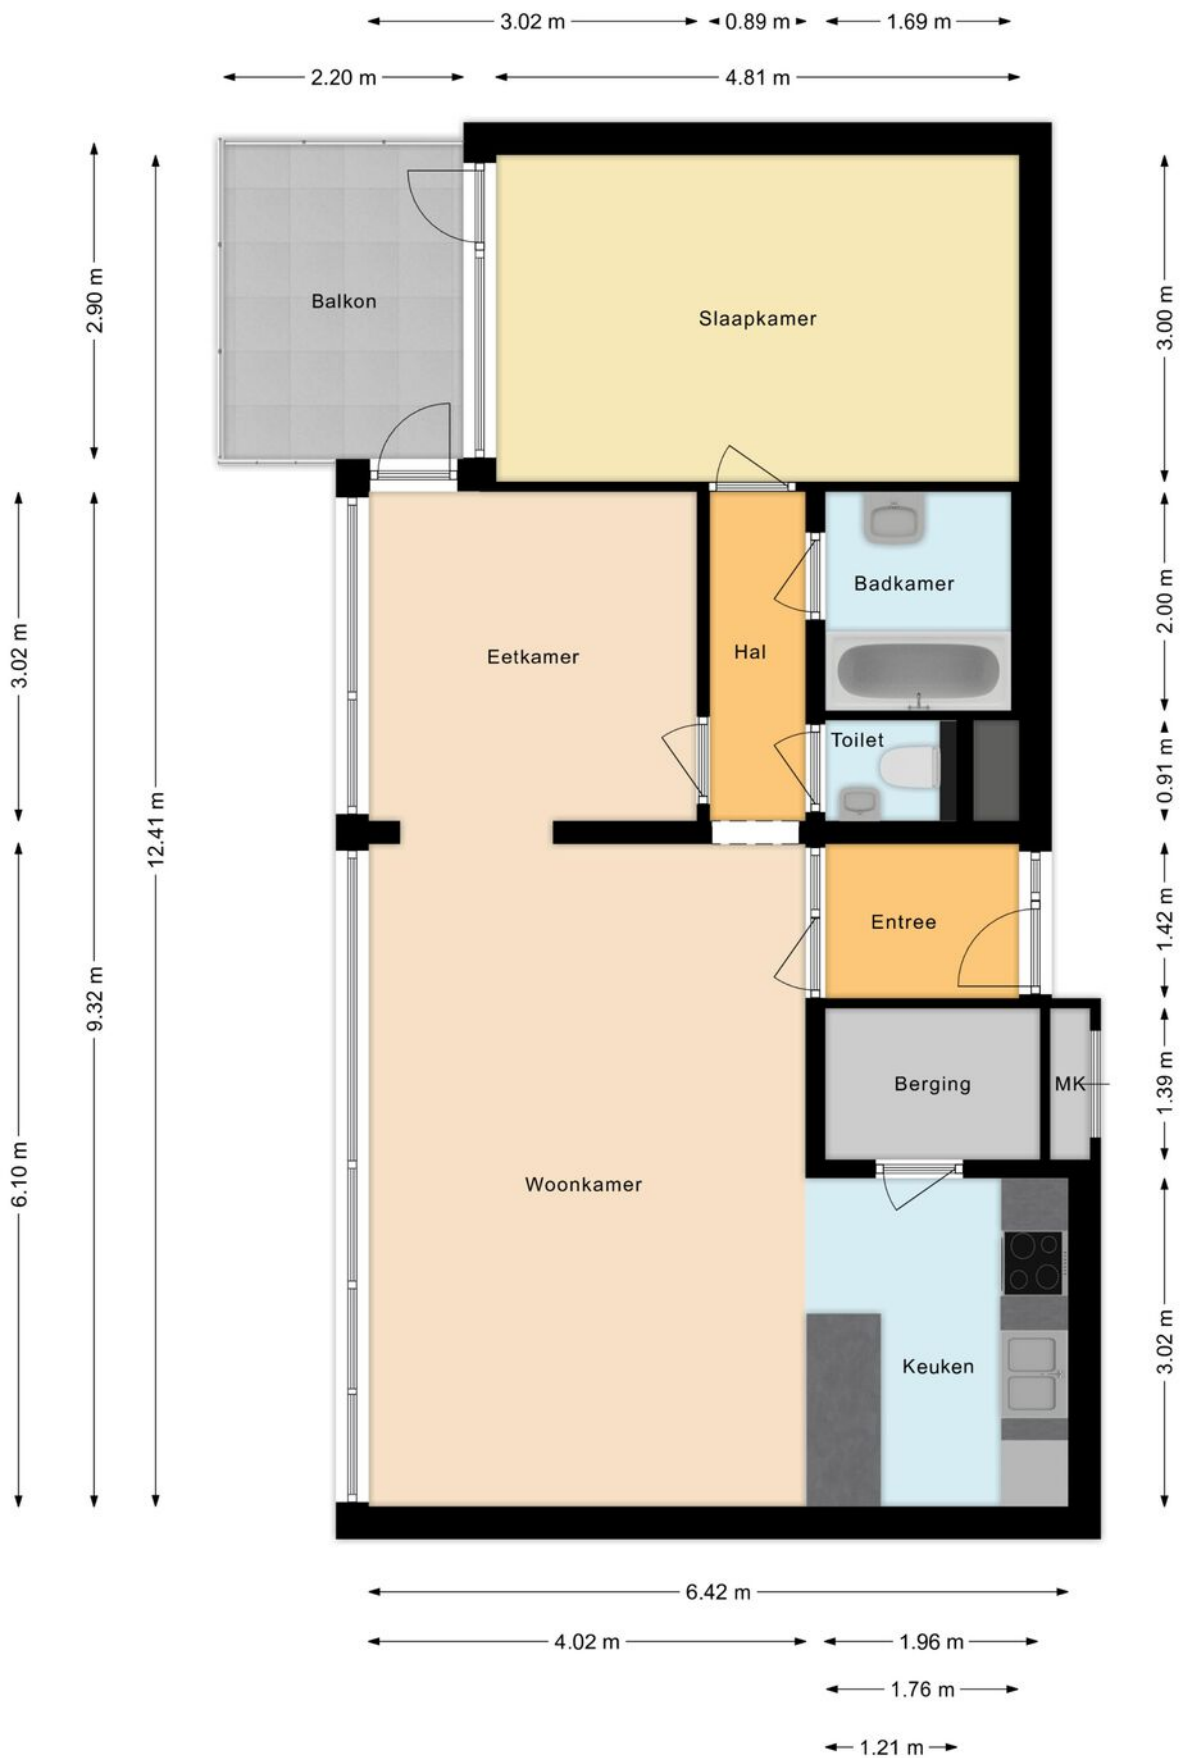 3.02 m
0.89 m
1.69 m
2.20 m
4.81 m
2.90 m
12.41 m
3.00 m
Balkon
Slaapkamer
3.02 m
9.32 m
2.00 m
Badkamer
Eetkamer
Hal
Toilet
0.91 m
Entree
1.42 m
Berging
MK
1.39 m
6.10 m
Woonkamer
Keuken
3.02 m
6.42 m
4.02 m
1.96 m
1.76 m
1.21 m